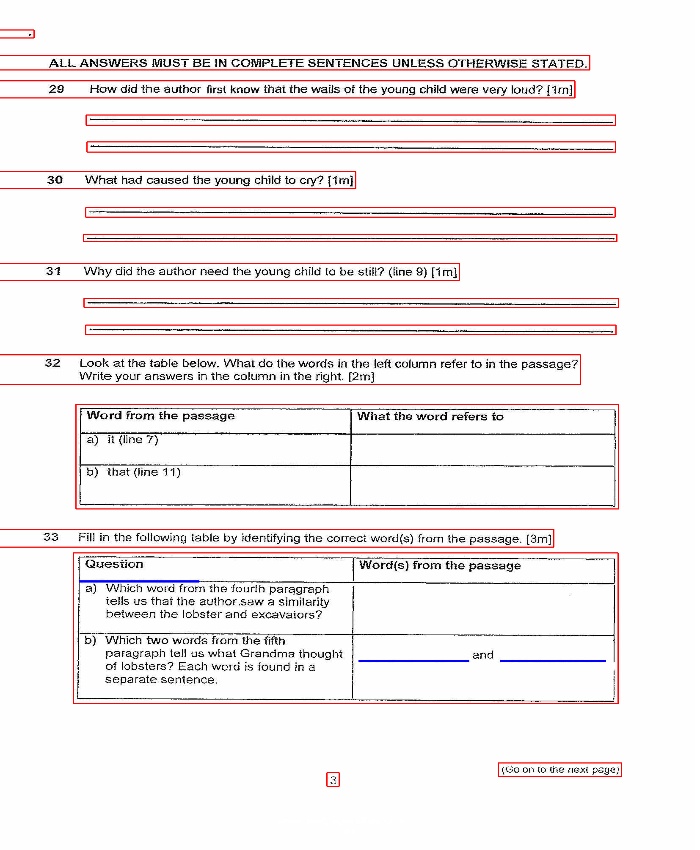 ALL ANSWERS MUST BE IN COMPLETE SENTENCES UNLESS OTHERWISE STATED.
29 How did the author first know that the wails of the young child were very loud? [1m]
30 What had caused the young child to cry? [1m]
31 Why did the author need the young child to be still? (line 9) [1m]
32 Look at the table below. What do the words in the left column refer to in the passage?
Write your answers in the column in the right. [2m]
Word from the passage What the word refers to
a) it (line 7)
b) that (line 11)
33 Fill in the following table by identifying the correct word(s) from the passage. [3m]
Question Word(s) from the passage
a) Which word from the fourth paragraph
tells us that the author saw a similarity
between the lobster and excavators?
b) Which two words from the fifth
paragraph tell us what Grandma thought
of lobsters? Each word is found in a
separate sentence.
and
(Go on to the next page)
3